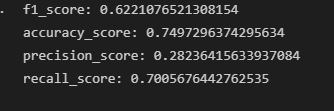 f1_score: 0.6221076521308154
accuracy_score: 0.7497296374295634
precision_score: 0.28236415633937084
recall_score: 0.7005676442762535